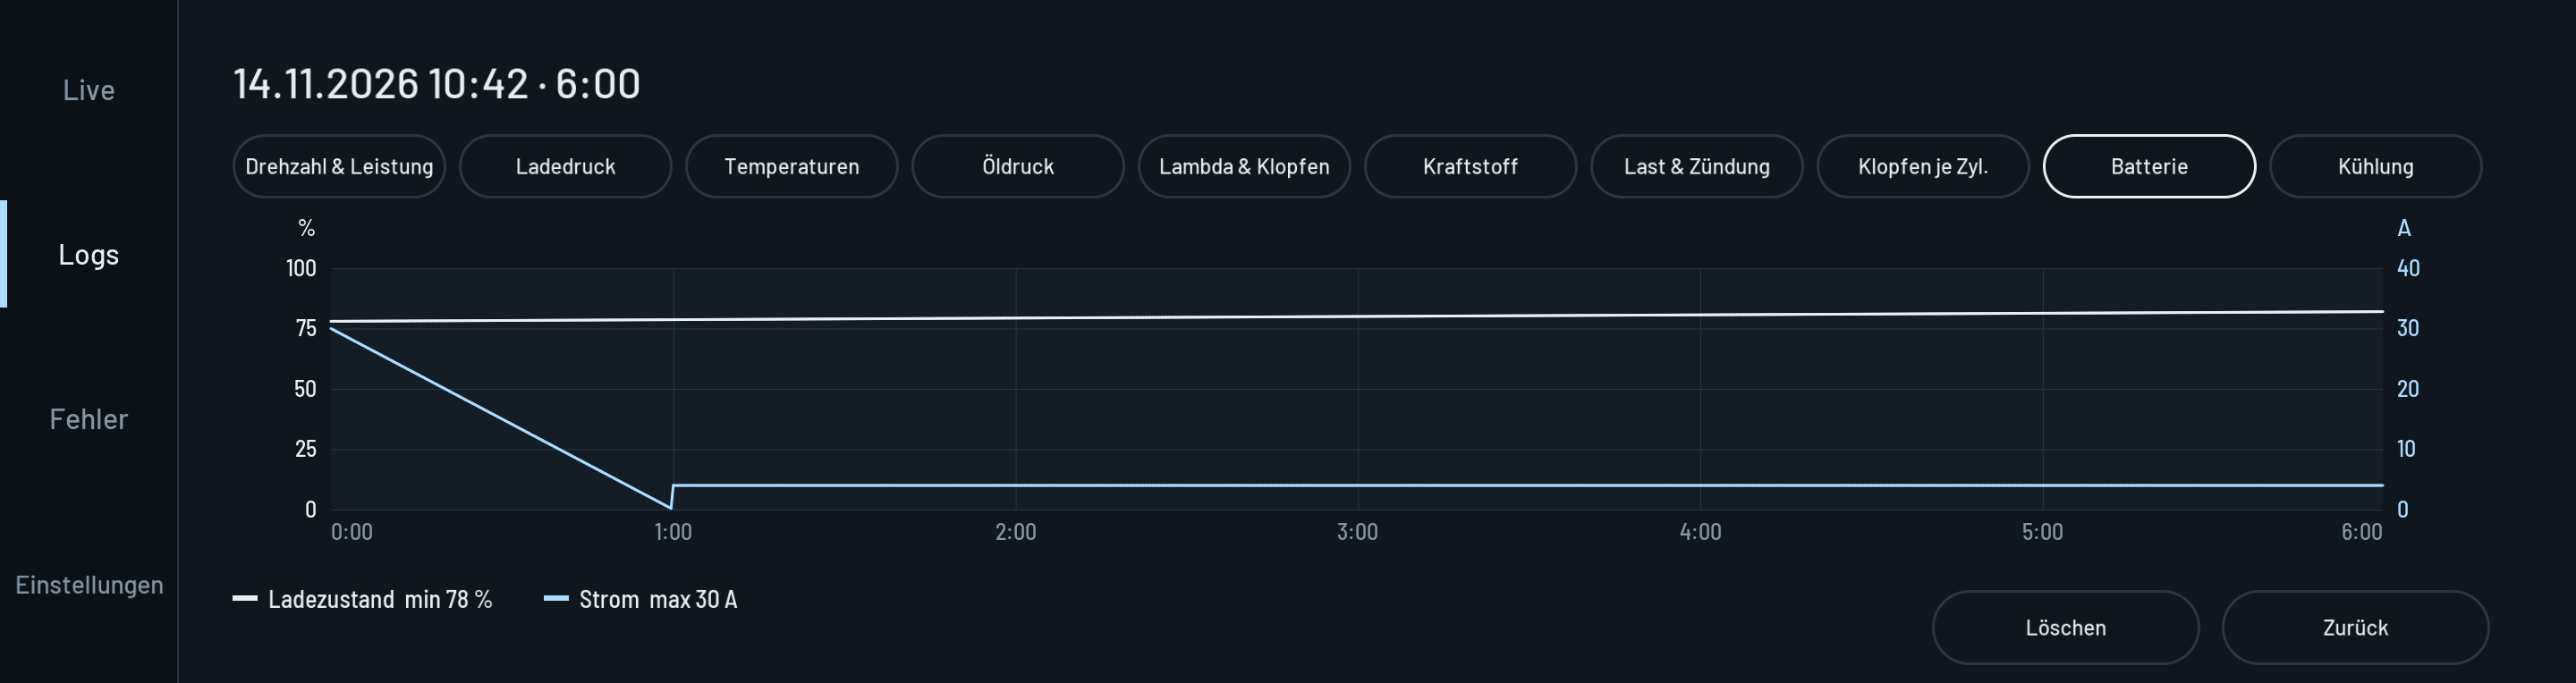 Live
Logs
Fehler
Einstellungen
14.11.2026 10:42 · 6:00
Drehzahl & Leistung
Ladedruck
Temperaturen
Öldruck
Lambda & Klopfen
Kraftstoff
Last & Zündung
Klopfen je Zyl.
Batterie
Kühlung
%
A
100
75
50
25
0
40
30
20
10
0
0:00
1:00
2:00
3:00
4:00
5:00
6:00
Ladezustand min 78 %
Strom max 30 A
Löschen
Zurück